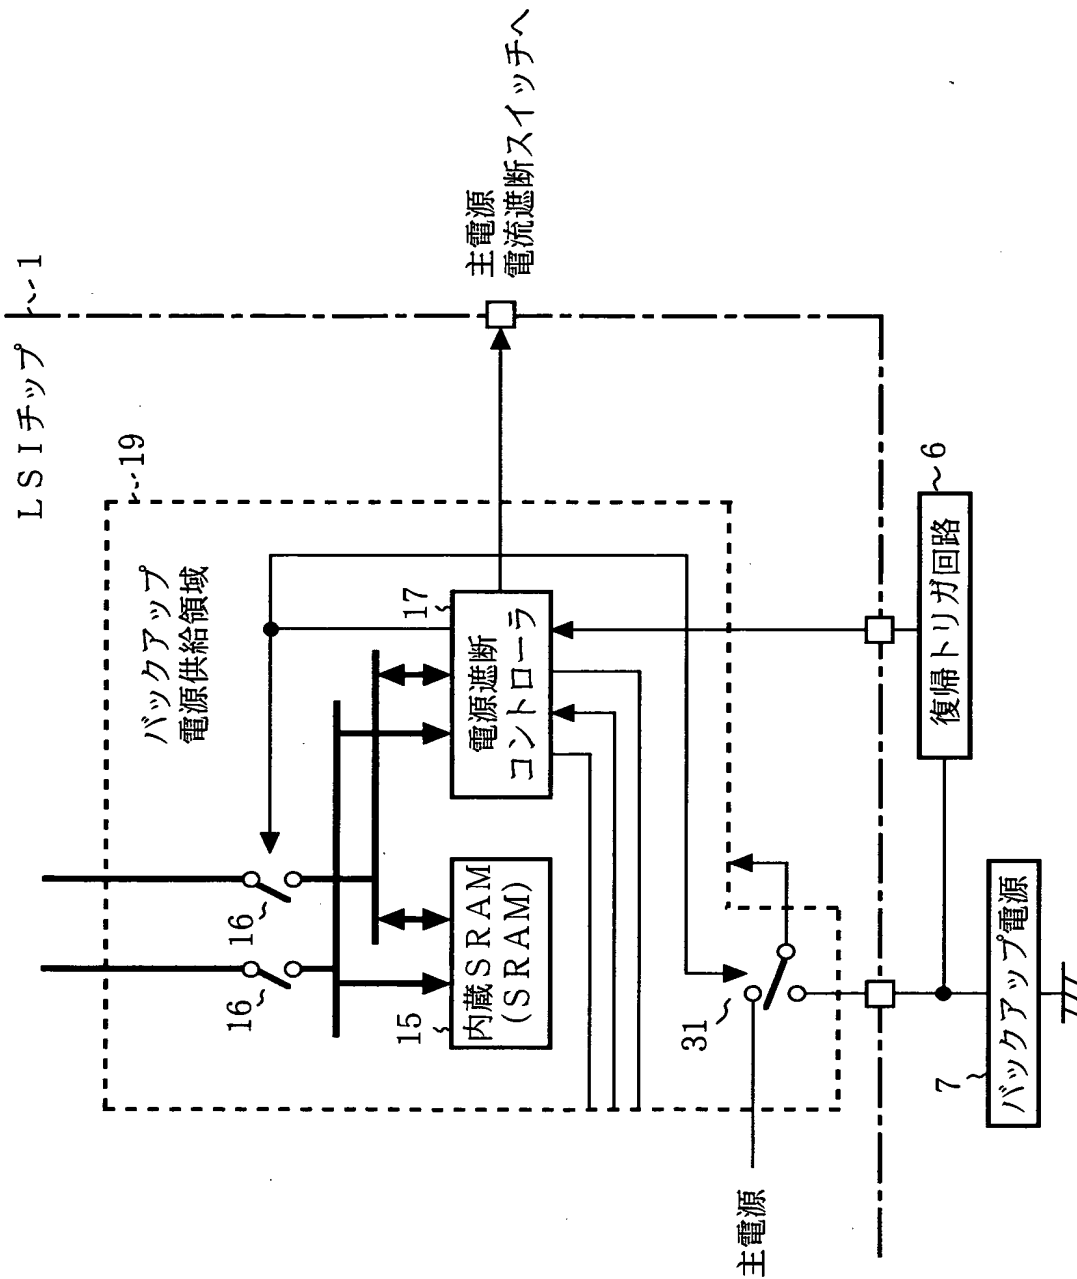 LSIチップ
1
19
バックアップ
電源供給領域
主電源
電流遮断スイッチへ
16
16
15
内蔵SRAM
(SRAM)
17
電源遮断
コントローラ
31
主電源
6
復帰トリガ回路
7
バックアップ電源